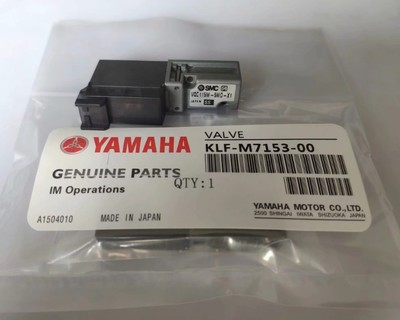 SMC
JAPAN
YAMAHA
GENUINE PARTS
IM Operations
A1504010
MADE IN JAPAN
QTY:1
VALVE
KLF-M7153-00
YAMAHA MOTOR CO.,LTD.
2500 SHINGAI IWATA SHIZUOKA JAPAN